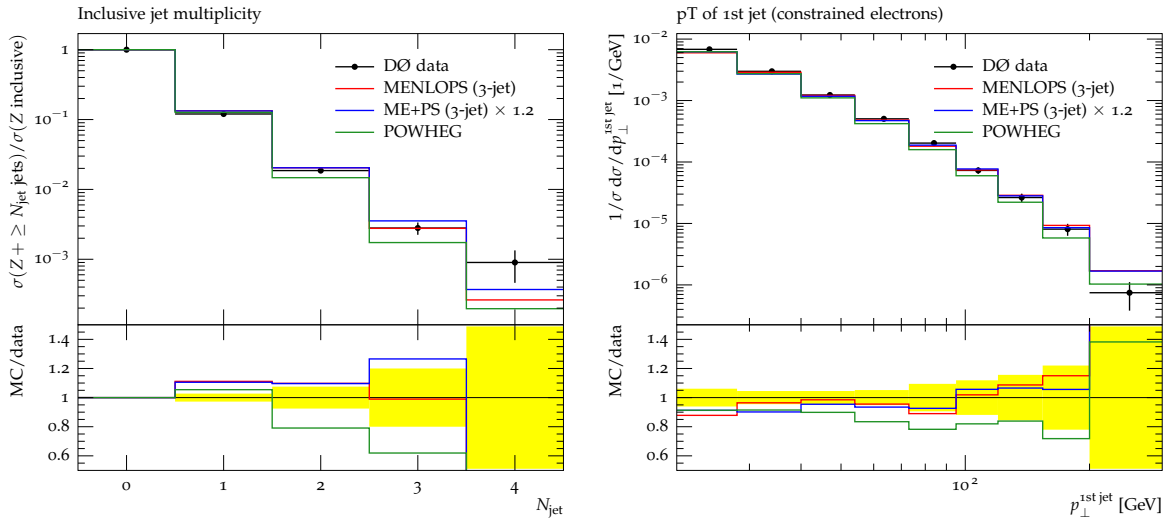 Inclusive jet multiplicity
σ(Z + ≥ N_jet jets)/σ(Z inclusive)
1
10^−1
10^−2
10^−3
DØ data
MENLOPS (3-jet)
ME+PS (3-jet) × 1.2
POWHEG
MC/data
1.4
1.2
1
0.8
0.6
0 1 2 3 4
N_jet
pT of 1st jet (constrained electrons)
1/σ dσ/dp_⊥^1st jet [1/GeV]
10^−2
10^−3
10^−4
10^−5
10^−6
DØ data
MENLOPS (3-jet)
ME+PS (3-jet) × 1.2
POWHEG
MC/data
1.4
1.2
1
0.8
0.6
10^2
p_⊥^1st jet [GeV]